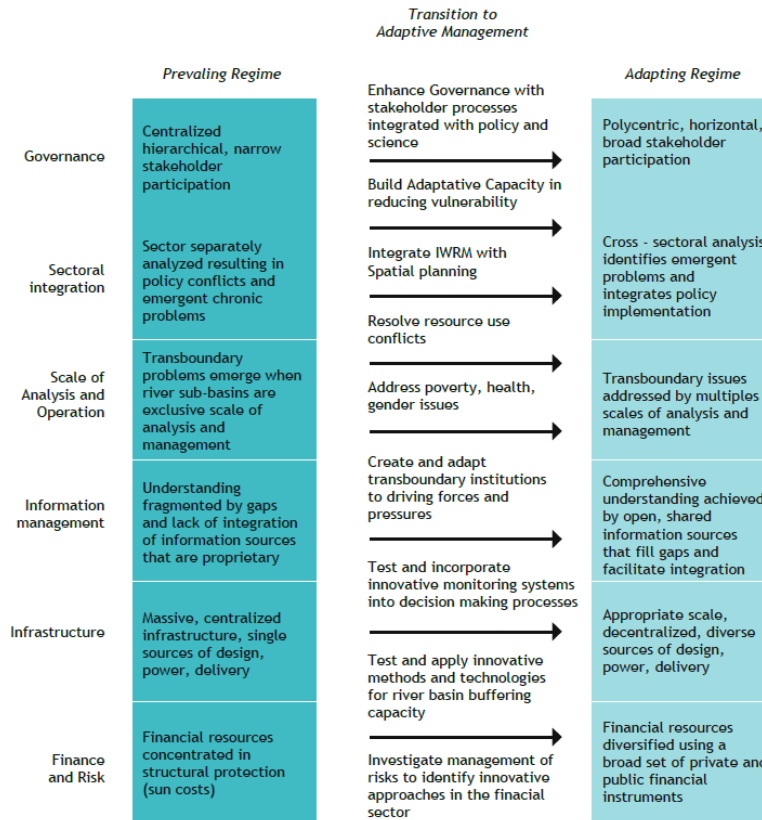 Transition to
Adaptive Management
Prevaling Regime
Adapting Regime
Governance
Centralized
hierarchical, narrow
stakeholder
participation
Enhance Governance with
stakeholder processes
integrated with policy and
science
Polycentric, horizontal,
broad stakeholder
participation
Build Adaptative Capacity in
reducing vulnerability
Sectoral
integration
Sector separately
analyzed resulting in
policy conflicts and
emergent chronic
problems
Integrate IWRM with
Spatial planning
Cross - sectoral analysis
identifies emergent
problems and
integrates policy
implementation
Resolve resource use
conflicts
Scale of
Analysis and
Operation
Transboundary
problems emerge when
river sub-basins are
exclusive scale of
analysis and
management
Address poverty, health,
gender issues
Transboundary issues
addressed by multiples
scales of analysis and
management
Create and adapt
transboundary institutions
to driving forces and
pressures
Information
management
Understanding
fragmented by gaps
and lack of integration
of information sources
that are proprietary
Comprehensive
understanding achieved
by open, shared
information sources
that fill gaps and
facilitate integration
Test and incorporate
innovative monitoring systems
into decision making processes
Infrastructure
Massive, centralized
infrastructure, single
sources of design,
power, delivery
Appropriate scale,
decentralized, diverse
sources of design,
power, delivery
Test and apply innovative
methods and technologies
for river basin buffering
capacity
Finance
and Risk
Financial resources
concentrated in
structural protection
(sun costs)
Investigate management of
risks to identify innovative
approaches in the finacial
sector
Financial resources
diversified using a
broad set of private and
public financial
instruments